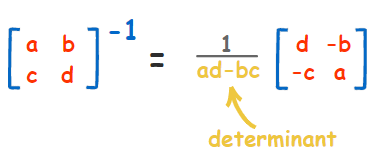 [a b
c d]-1 = 1/ad-bc [d -b
-c a]
determinant